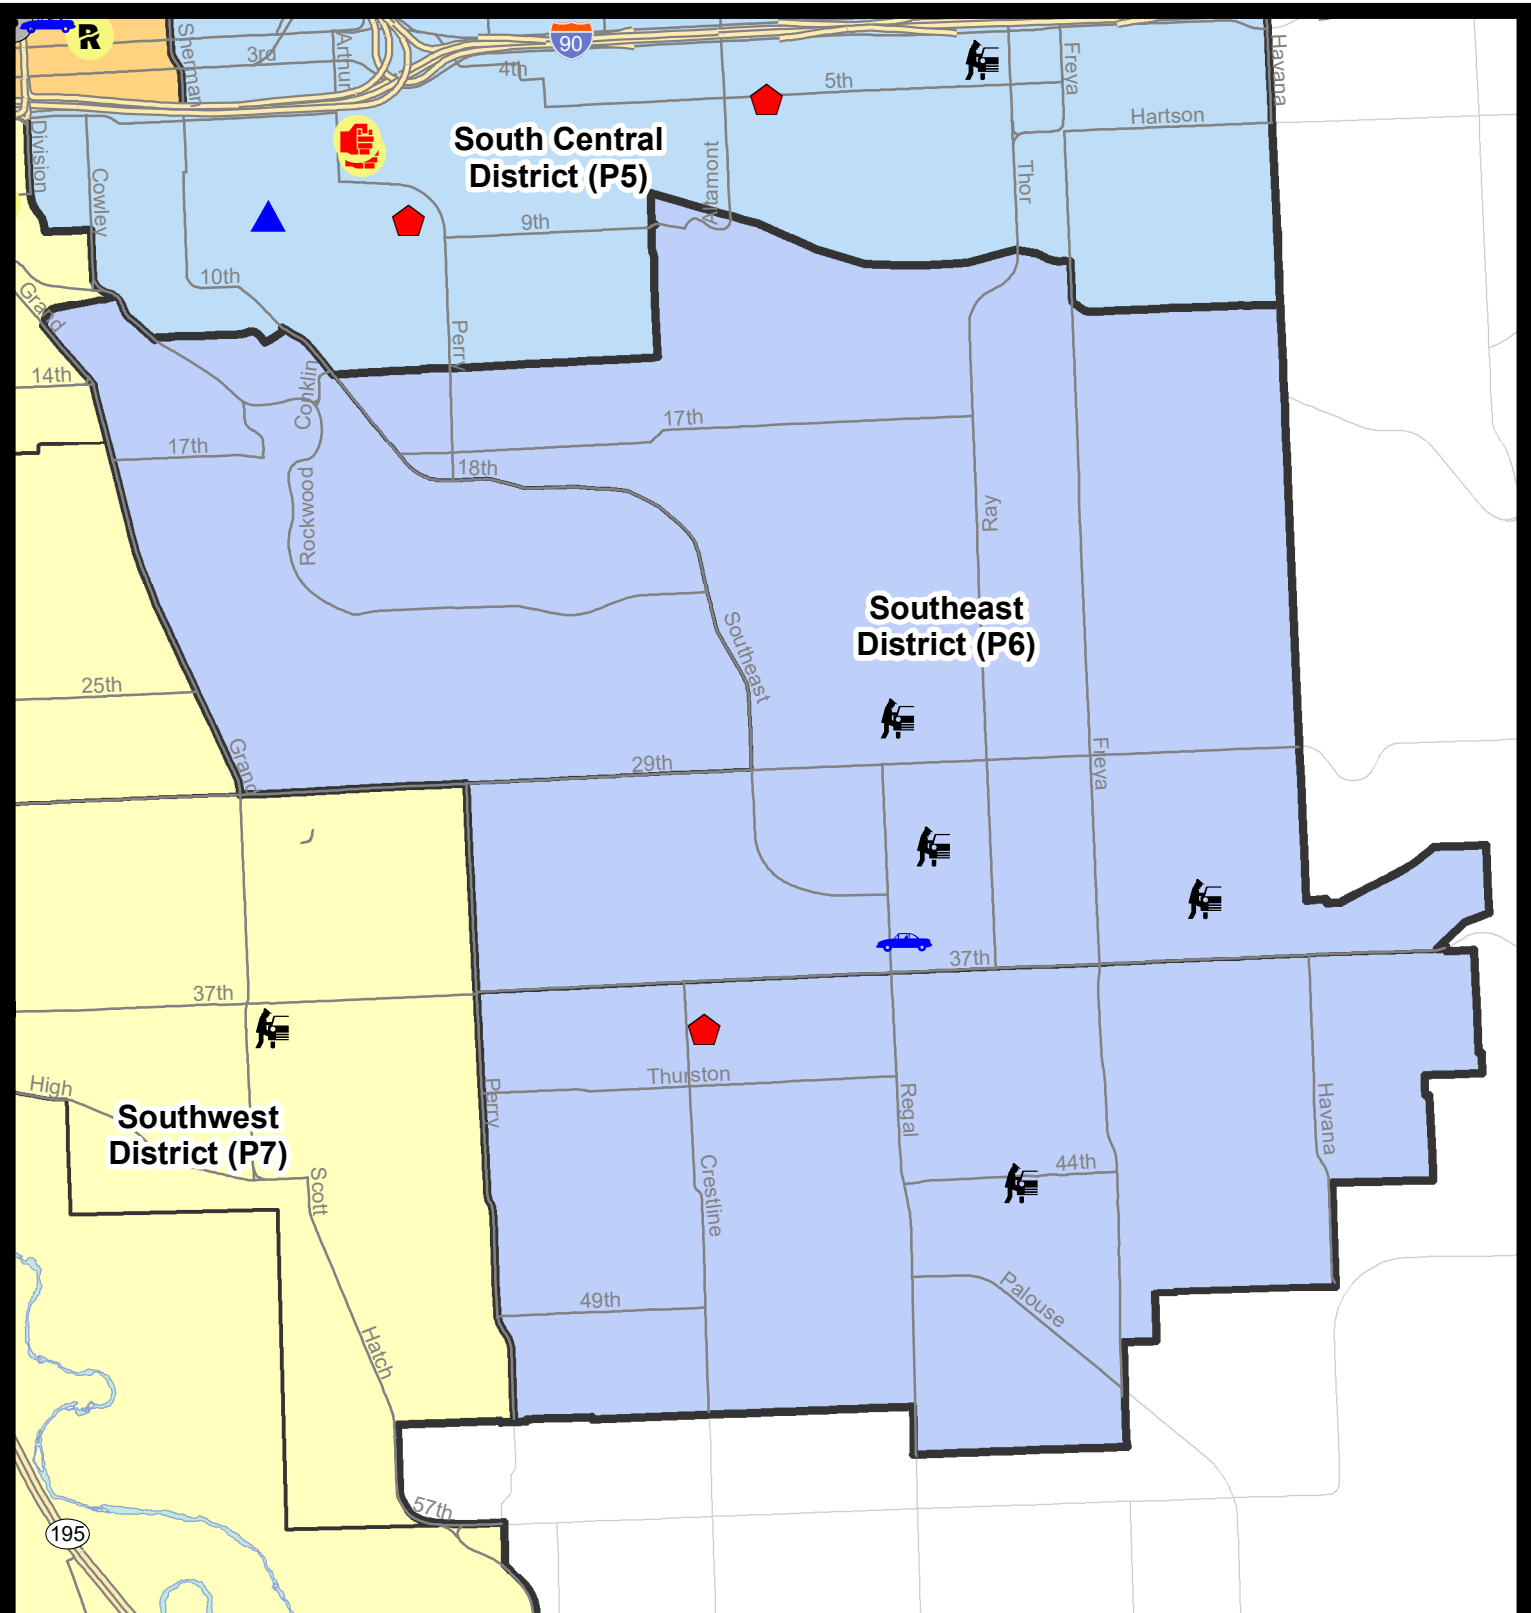 R
Sherman
3rd
Arthur
90
4th
5th
Freya
Havana
Hartson
Division
Cowley
South Central
District (P5)
Altamont
Thor
9th
10th
Grand
Perry
14th
Conklin
17th
17th
18th
Rockwood
Ray
Southeast
District (P6)
Southeast
25th
Grand
29th
Freya
37th
37th
High
Southwest
District (P7)
Perry
Thurston
Regal
Havana
44th
Scott
Crestline
49th
Palouse
Hatch
57th
195